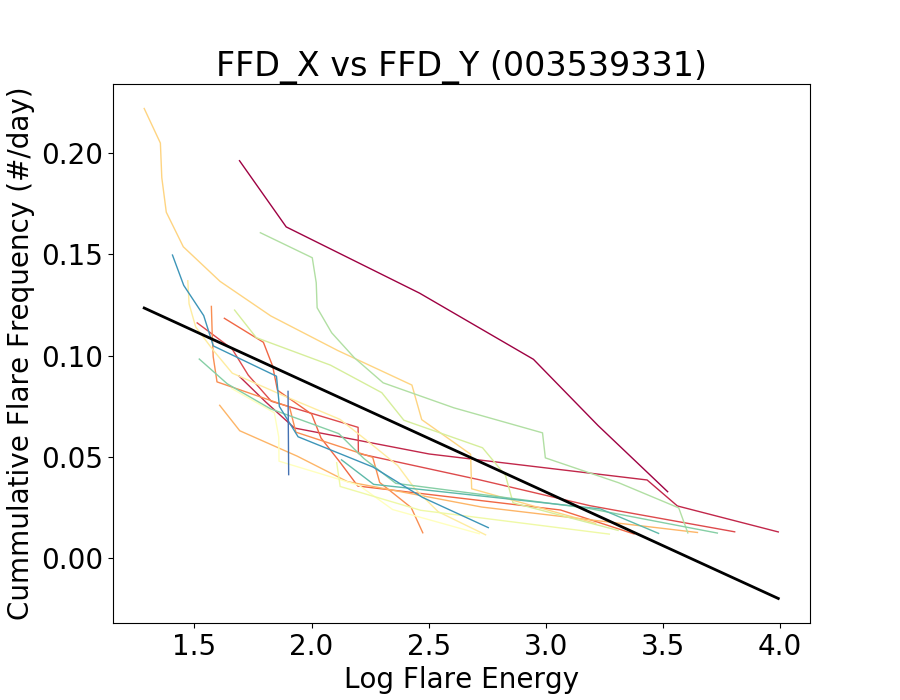 FFD_X vs FFD_Y (003539331)
Cummulative Flare Frequency (#/day)
0.20
0.15
0.10
0.05
0.00
1.5 2.0 2.5 3.0 3.5 4.0
Log Flare Energy